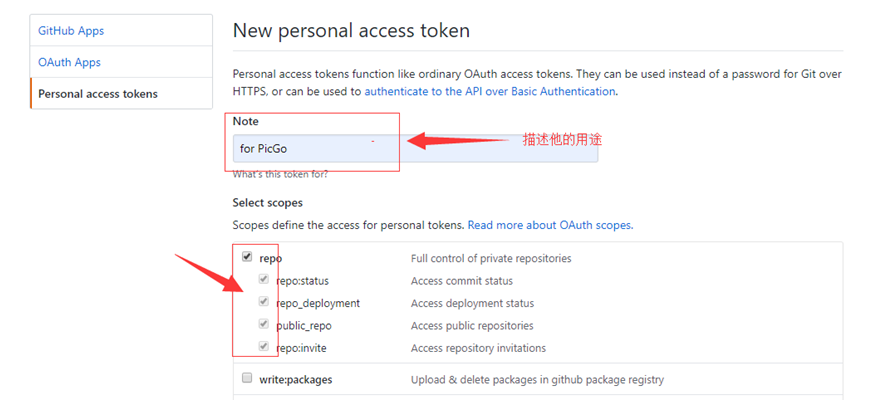 GitHub Apps
OAuth Apps
Personal access tokens
New personal access token
Personal access tokens function like ordinary OAuth access tokens. They can be used instead of a password for Git over
HTTPS, or can be used to authenticate to the API over Basic Authentication.
Note
for PicGo
描述他的用途
What's this token for?
Select scopes
Scopes define the access for personal tokens. Read more about OAuth scopes.
repo Full control of private repositories
repo:status Access commit status
repo_deployment Access deployment status
public_repo Access public repositories
repo:invite Access repository invitations
write:packages Upload & delete packages in github package registry